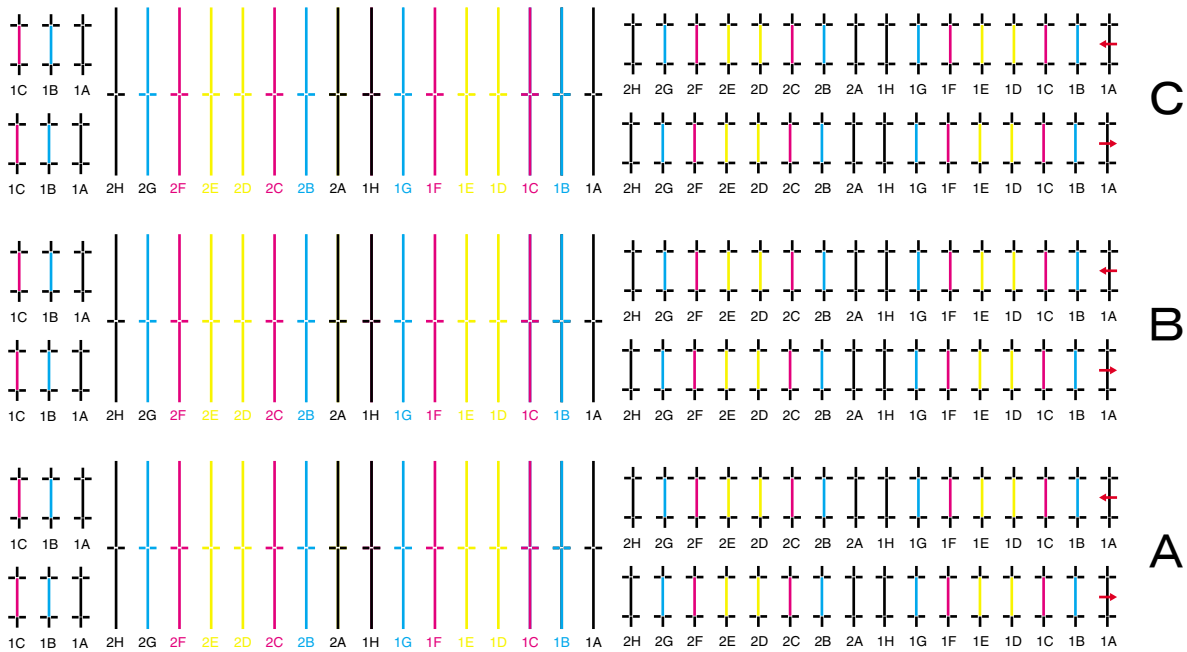 1C 1B 1A 2H 2G 2F 2E 2D 2C 2B 2A 1H 1G 1F 1E 1D 1C 1B 1A
C
1C 1B 1A 2H 2G 2F 2E 2D 2C 2B 2A 1H 1G 1F 1E 1D 1C 1B 1A 2H 2G 2F 2E 2D 2C 2B 2A 1H 1G 1F 1E 1D 1C 1B 1A
1C 1B 1A 2H 2G 2F 2E 2D 2C 2B 2A 1H 1G 1F 1E 1D 1C 1B 1A
B
1C 1B 1A 2H 2G 2F 2E 2D 2C 2B 2A 1H 1G 1F 1E 1D 1C 1B 1A 2H 2G 2F 2E 2D 2C 2B 2A 1H 1G 1F 1E 1D 1C 1B 1A
1C 1B 1A 2H 2G 2F 2E 2D 2C 2B 2A 1H 1G 1F 1E 1D 1C 1B 1A
A
1C 1B 1A 2H 2G 2F 2E 2D 2C 2B 2A 1H 1G 1F 1E 1D 1C 1B 1A 2H 2G 2F 2E 2D 2C 2B 2A 1H 1G 1F 1E 1D 1C 1B 1A